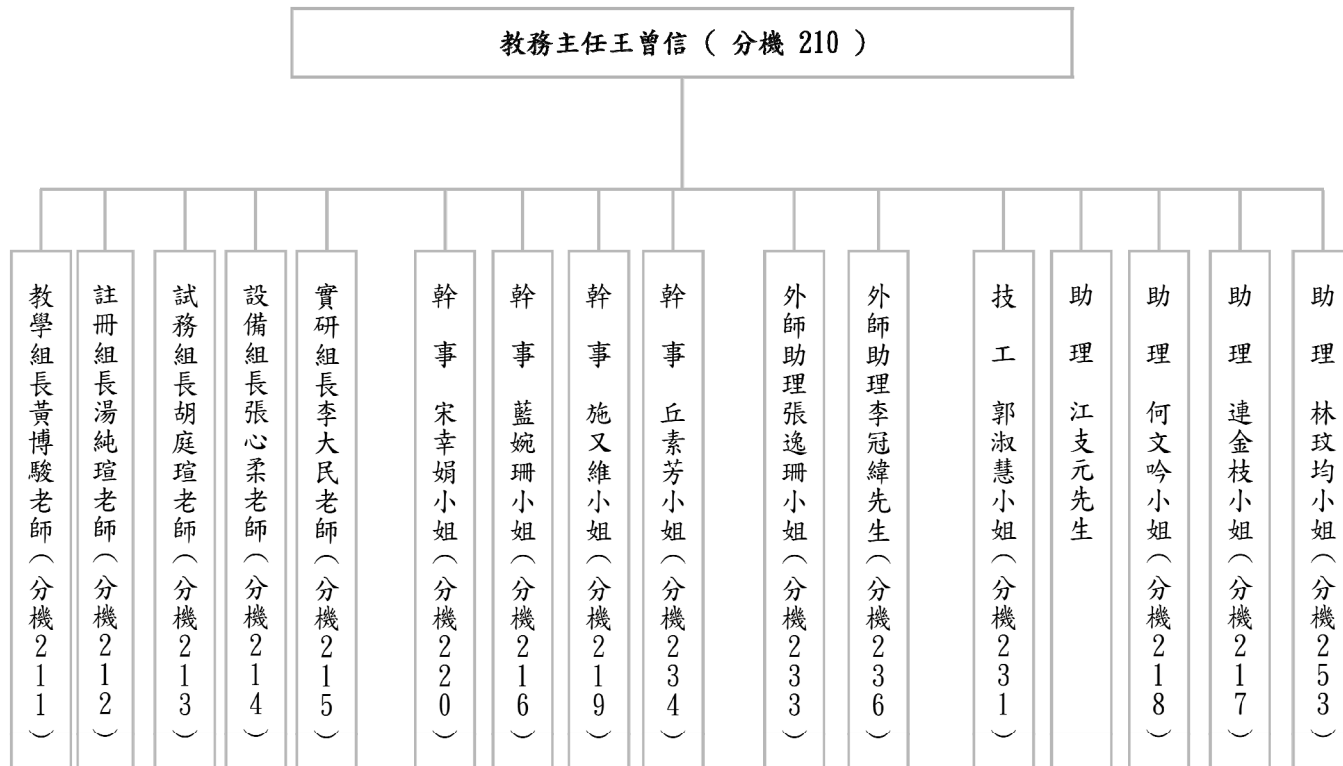 教務主任王曾信 ( 分機 210 )
教學組長黃博駿老師(分機211)
註冊組長湯純瑄老師(分機212)
試務組長胡庭瑄老師(分機213)
設備組長張心柔老師(分機214)
實研組長李大民老師(分機215)
幹事 宋幸娟小姐(分機220)
幹事 藍婉珊小姐(分機216)
幹事 施又維小姐(分機219)
幹事 丘素芳小姐(分機234)
外師助理張逸珊小姐(分機233)
外師助理李冠緯先生(分機236)
技工 郭淑慧小姐(分機231)
助理 江支元先生
助理 何文吟小姐(分機218)
助理 連金枝小姐(分機217)
助理 林玟均小姐(分機253)